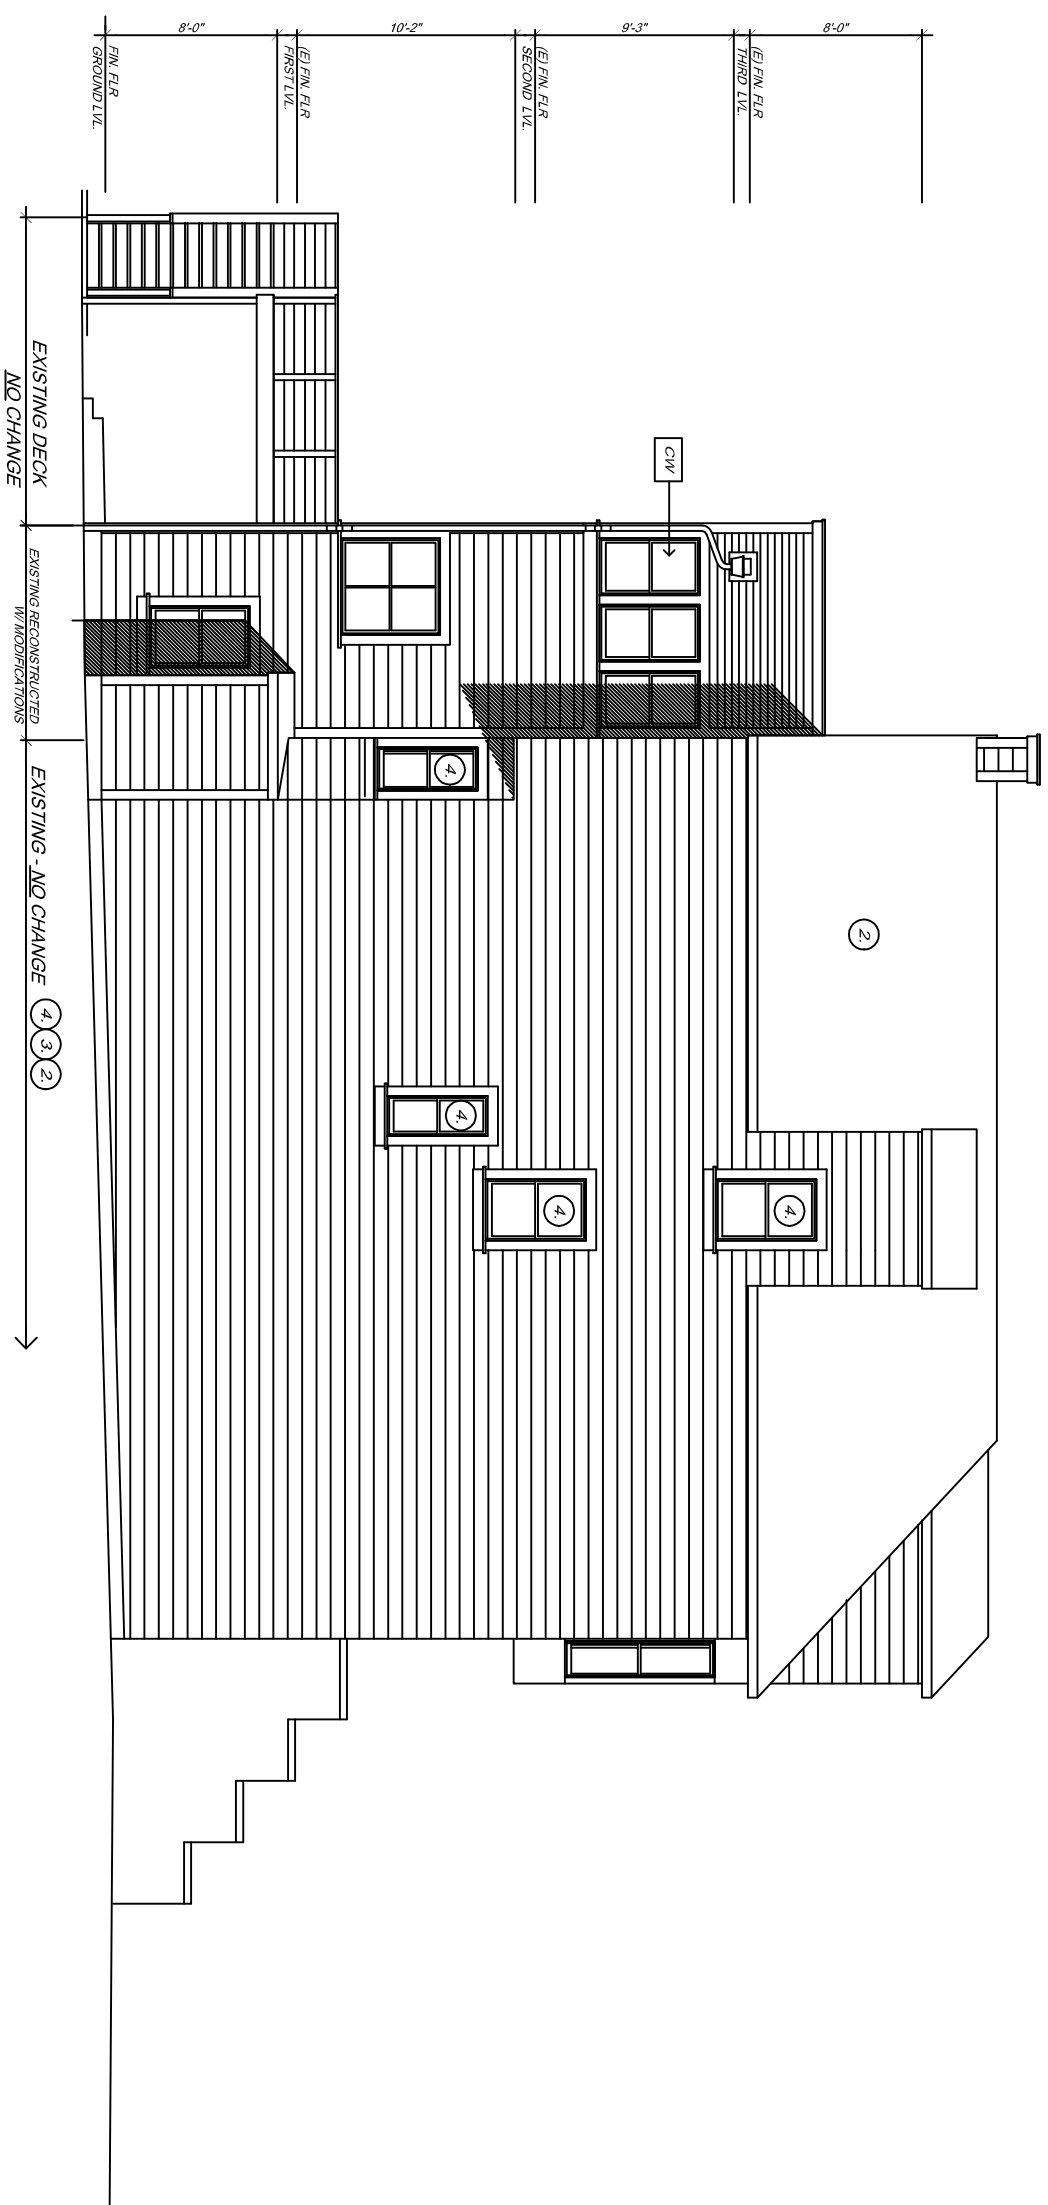 2.
8'-0"
(E) FIN. FLR
THIRD LVL.
4.
CW
9'-3"
4.
(E) FIN. FLR
SECOND LVL.
4.
4.
10'-2"
(E) FIN. FLR
FIRST LVL.
8'-0"
FIN. FLR
GROUND LVL.
EXISTING DECK
NO CHANGE
EXISTING RECONSTRUCTED
W/ MODIFICATIONS
EXISTING - NO CHANGE 4. 3. 2.